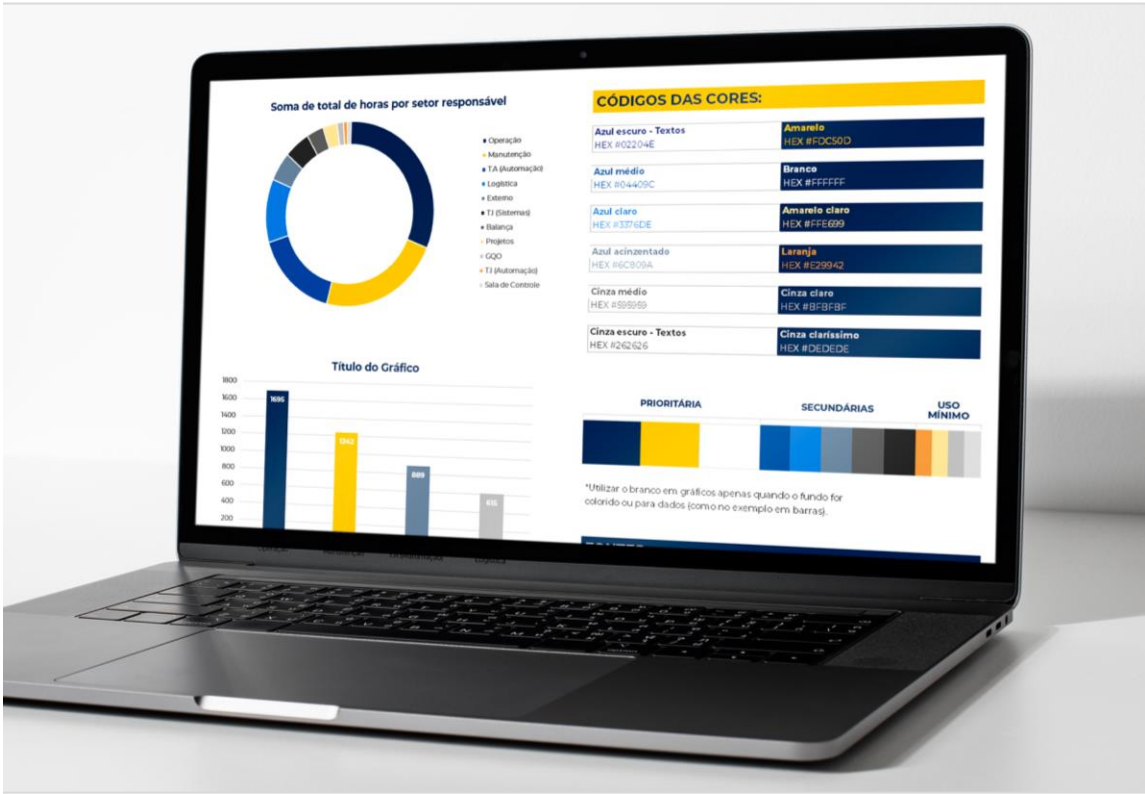 Soma de total de horas por setor responsável
Operação
Manutenção
T.A (Automação)
Logística
Externo
T.I (Sistemas)
Balança
Projetos
GQO
T.I (Automação)
Sala de Controle
Título do Gráfico
1800
1600
1400
1200
1000
800
600
400
200
1695
1242
889
615
CÓDIGOS DAS CORES:
Azul escuro - Textos
HEX #02204E
Amarelo
HEX #FDC50D
Azul médio
HEX #04409C
Branco
HEX #FFFFFF
Azul claro
HEX #3376DE
Amarelo claro
HEX #FFE699
Azul acinzentado
HEX #6C809A
Laranja
HEX #E29942
Cinza médio
HEX #595959
Cinza claro
HEX #BFBFBF
Cinza escuro - Textos
HEX #262626
Cinza claríssimo
HEX #DEDEDE
PRIORITÁRIA
SECUNDÁRIAS
USO
MÍNIMO
*Utilizar o branco em gráficos apenas quando o fundo for
colorido ou para dados (como no exemplo em barras).